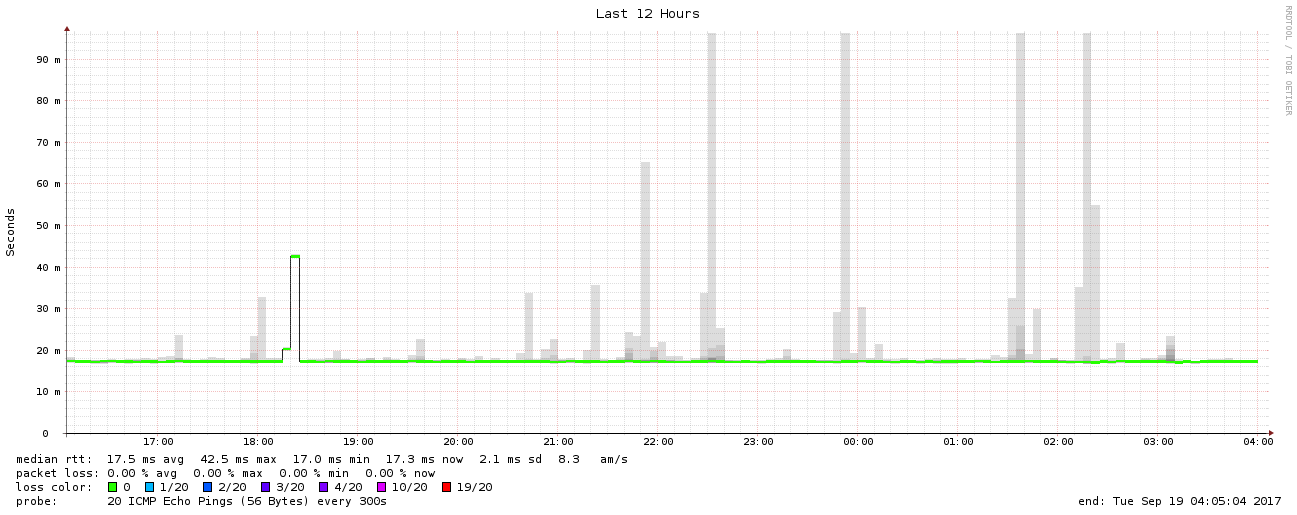 Last 12 Hours
RRDTOOL / TOBI OETIKER
Seconds
90 m
80 m
70 m
60 m
50 m
40 m
30 m
20 m
10 m
0
17:00 18:00 19:00 20:00 21:00 22:00 23:00 00:00 01:00 02:00 03:00 04:00
median rtt: 17.5 ms avg 42.5 ms max 17.0 ms min 17.3 ms now 2.1 ms sd 8.3 am/s
packet loss: 0.00 % avg 0.00 % max 0.00 % min 0.00 % now
loss color: 0 1/20 2/20 3/20 4/20 10/20 19/20
probe: 20 ICMP Echo Pings (56 Bytes) every 300s end: Tue Sep 19 04:05:04 2017